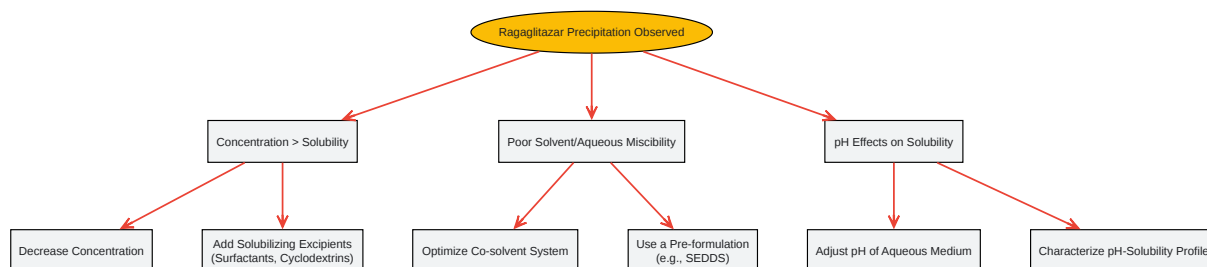 Ragaglitazar Precipitation Observed
Concentration > Solubility
Poor Solvent/Aqueous Miscibility
pH Effects on Solubility
Decrease Concentration
Add Solubilizing Excipients
(Surfactants, Cyclodextrins)
Optimize Co-solvent System
Use a Pre-formulation
(e.g., SEDDS)
Adjust pH of Aqueous Medium
Characterize pH-Solubility Profile